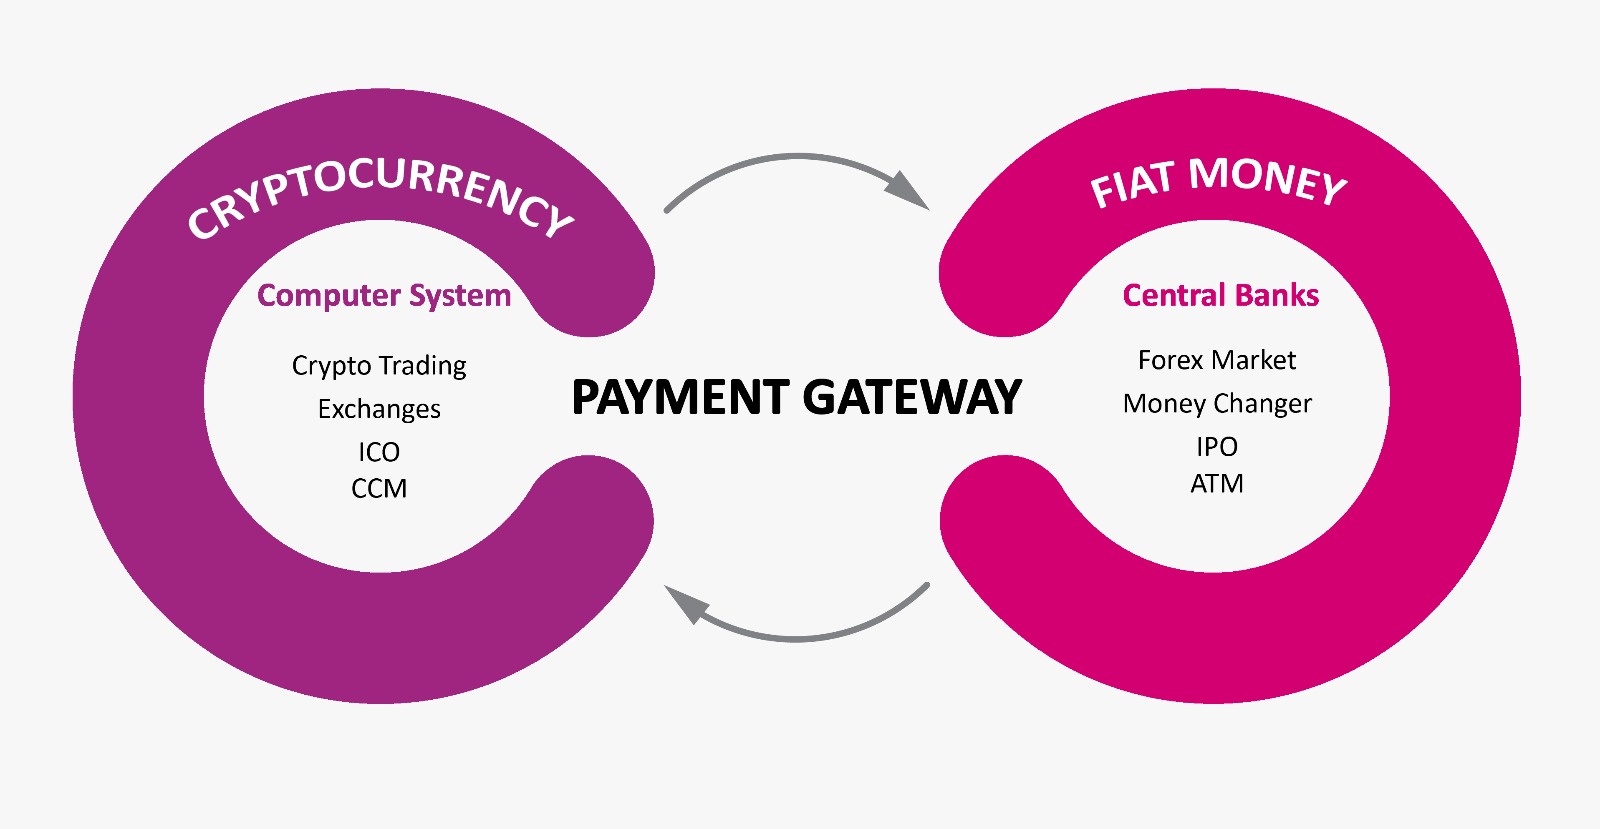 CRYPTOCURRENCY
Computer System
Crypto Trading
Exchanges
ICO
CCM
PAYMENT GATEWAY
FIAT MONEY
Central Banks
Forex Market
Money Changer
IPO
ATM